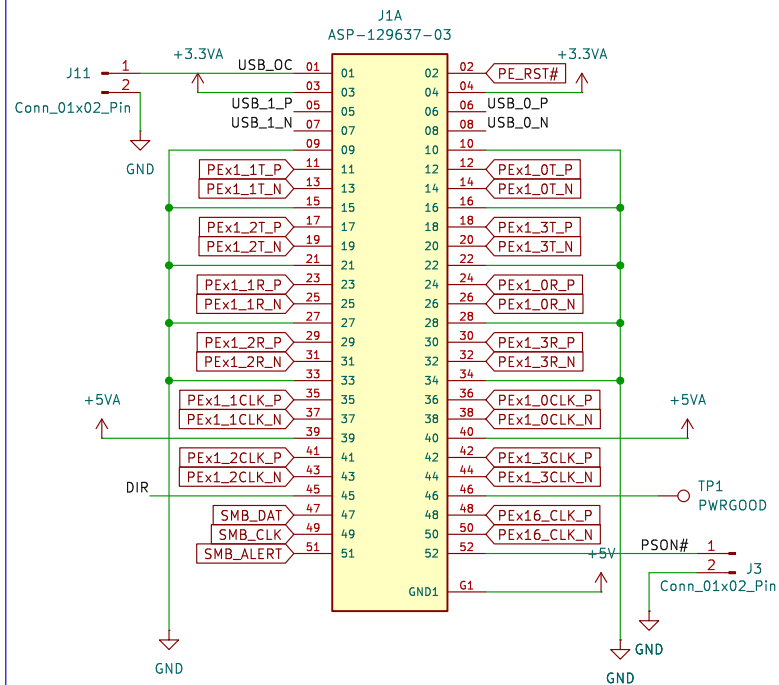 J1A
ASP-129637-03
+3.3VA
+3.3VA
J11
1
2
Conn_01x02_Pin
GND
USB_OC 01 01 02 02 PE_RST#
03 03 04 04
USB_1_P 05 05 06 06 USB_0_P
USB_1_N 07 07 08 08 USB_0_N
09 09 10 10
PEx1_1T_P 11 11 12 12 PEx1_0T_P
PEx1_1T_N 13 13 14 14 PEx1_0T_N
15 15 16 16
PEx1_2T_P 17 17 18 18 PEx1_3T_P
PEx1_2T_N 19 19 20 20 PEx1_3T_N
21 21 22 22
PEx1_1R_P 23 23 24 24 PEx1_0R_P
PEx1_1R_N 25 25 26 26 PEx1_0R_N
27 27 28 28
PEx1_2R_P 29 29 30 30 PEx1_3R_P
PEx1_2R_N 31 31 32 32 PEx1_3R_N
33 33 34 34
PEx1_1CLK_P 35 35 36 36 PEx1_0CLK_P
PEx1_1CLK_N 37 37 38 38 PEx1_0CLK_N
+5VA 39 39 40 40 +5VA
PEx1_2CLK_P 41 41 42 42 PEx1_3CLK_P
PEx1_2CLK_N 43 43 44 44 PEx1_3CLK_N
DIR 45 45 46 46 TP1
PWRGOOD
SMB_DAT 47 47 48 48 PEx16_CLK_P
SMB_CLK 49 49 50 50 PEx16_CLK_N
SMB_ALERT 51 51 52 52 PSON# 1
2 J3
Conn_01x02_Pin
+5V
GND1 G1
GND
GND
GND